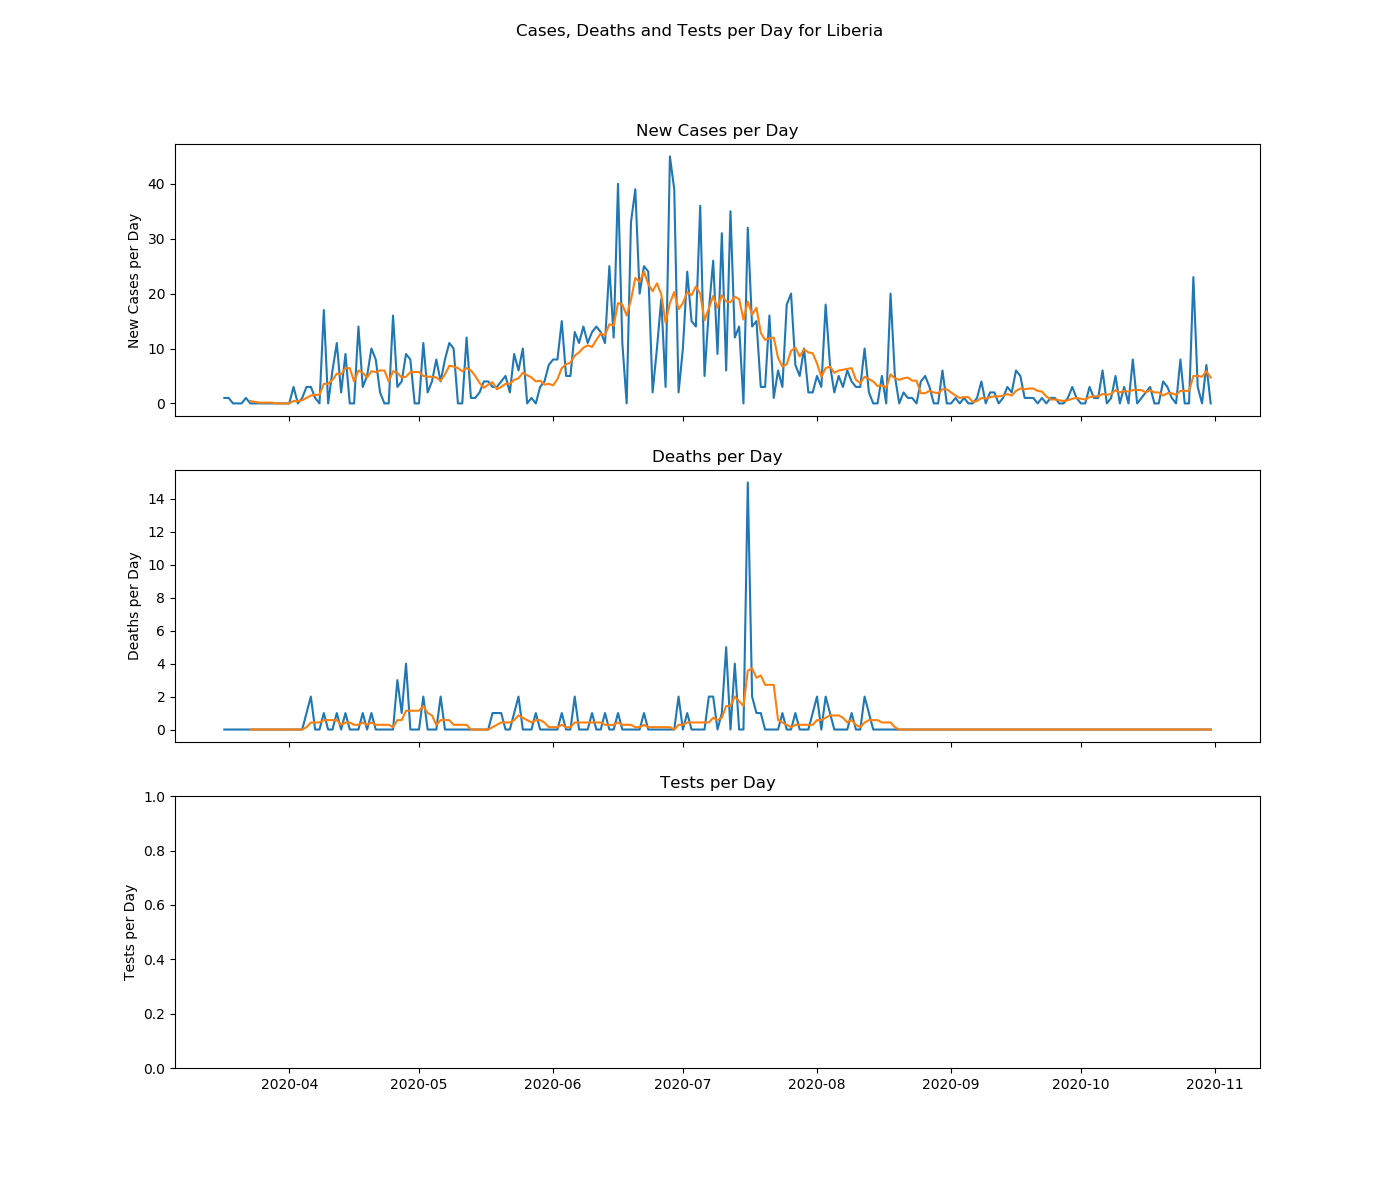 Cases, Deaths and Tests per Day for Liberia
New Cases per Day
New Cases per Day
40
30
20
10
0
Deaths per Day
Deaths per Day
14
12
10
8
6
4
2
0
Tests per Day
Tests per Day
1.0
0.8
0.6
0.4
0.2
0.0
2020-04 2020-05 2020-06 2020-07 2020-08 2020-09 2020-10 2020-11